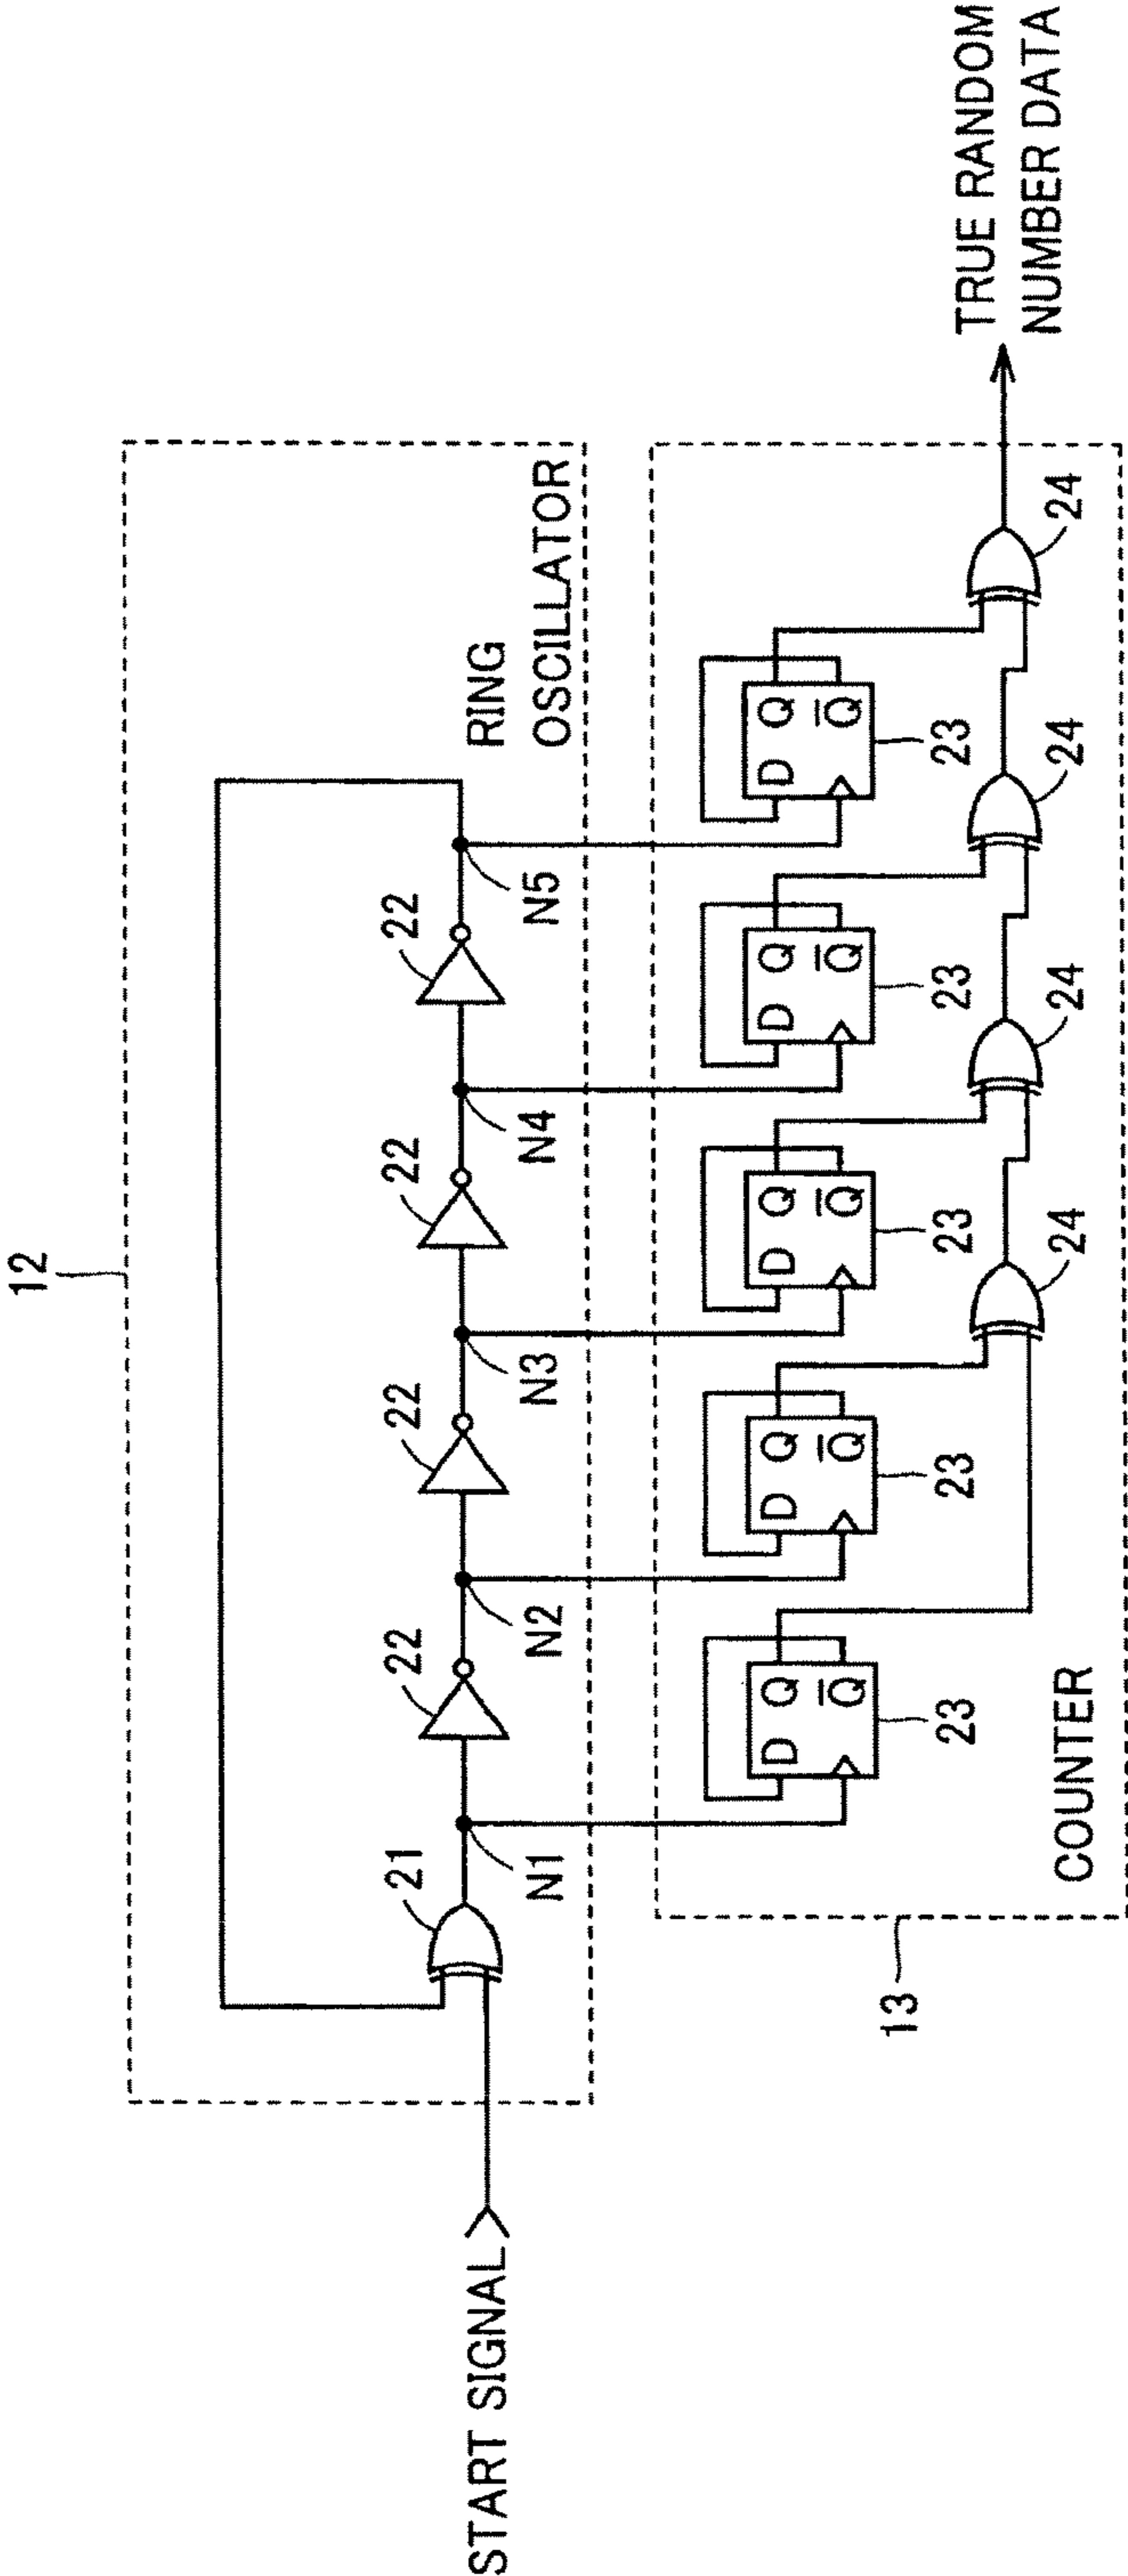 12
START SIGNAL
21
22
22
22
22
N1
N2
N3
N4
N5
RING
OSCILLATOR
D Q
Q̅
D Q
Q̅
D Q
Q̅
D Q
Q̅
D Q
Q̅
23
23
23
23
23
24
24
24
24
COUNTER
13
TRUE RANDOM
NUMBER DATA